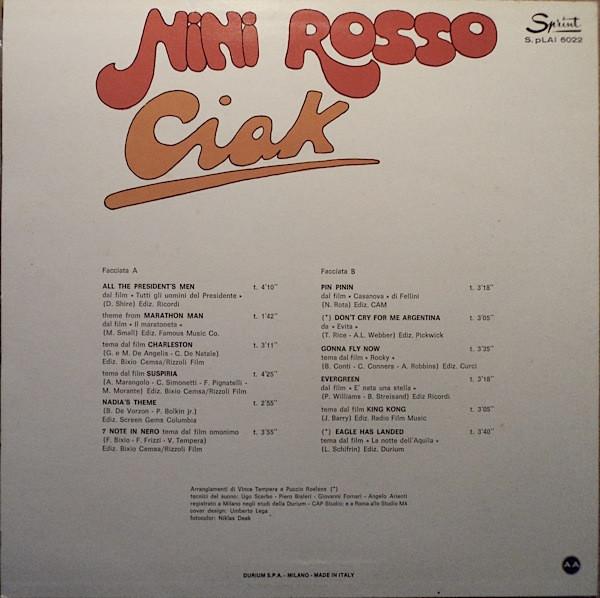 NiNi Rosso
Sprint
S. pLAI 6022
Ciak
Facciata A
ALL THE PRESIDENT'S MEN t. 4'10"
dal film « Tutti gli uomini del Presidente »
(D. Shire) Ediz. Ricordi
theme from MARATHON MAN t. 1'42"
dal film « Il maratoneta »
(M. Small) Ediz. Famous Music Co.
tema dal film CHARLESTON t. 3'11"
(G. e M. De Angelis - C. De Natale)
Ediz. Bixio Cemsa/Rizzoli Film
tema dal film SUSPIRIA t. 4'25"
(A. Marangolo - C. Simonetti - F. Pignatelli -
M. Morante) Ediz. Bixio Cemsa/Rizzoli Film
NADIA'S THEME t. 2'55"
(B. De Vorzon - P. Bolkin jr.)
Ediz. Screen Gems Columbia
7 NOTE IN NERO tema dal film omonimo t. 3'55"
(F. Bixio - F. Frizzi - V. Tempera)
Ediz. Bixio Cemsa/Rizzoli Film
Facciata B
PIN PININ t. 3'18"
dal film « Casanova » di Fellini
(N. Rota) Ediz. CAM
(*) DON'T CRY FOR ME ARGENTINA t. 3'05"
da « Evita »
(T. Rice - A.L. Webber) Ediz. Pickwick
GONNA FLY NOW t. 3'25"
tema dal film « Rocky »
(B. Conti - C. Conners - A. Robbins) Ediz. Curci
EVERGREEN t. 3'18"
dal film « E' nata una stella »
(P. Williams - B. Streisand) Ediz Ricordi
tema dal film KING KONG t. 3'05"
(J. Barry) Ediz. Radio Film Music
(*) EAGLE HAS LANDED t. 3'40"
tema dal film « La notte dell'Aquila »
(L. Schifrin) Ediz. Durium
Arrangiamenti di Vince Tempera e Puccio Roelens (*)
tecnici del suono: Ugo Scerbo - Piero Bisleri - Giovanni Fornari - Angelo Arienti
registrato a Milano negli studi della Durium - CAP Studio; e a Roma allo Studio MA
cover design: Umberto Lega
fotocolor: Niklas Deak
AA
DURIUM S.P.A. - MILANO - MADE IN ITALY